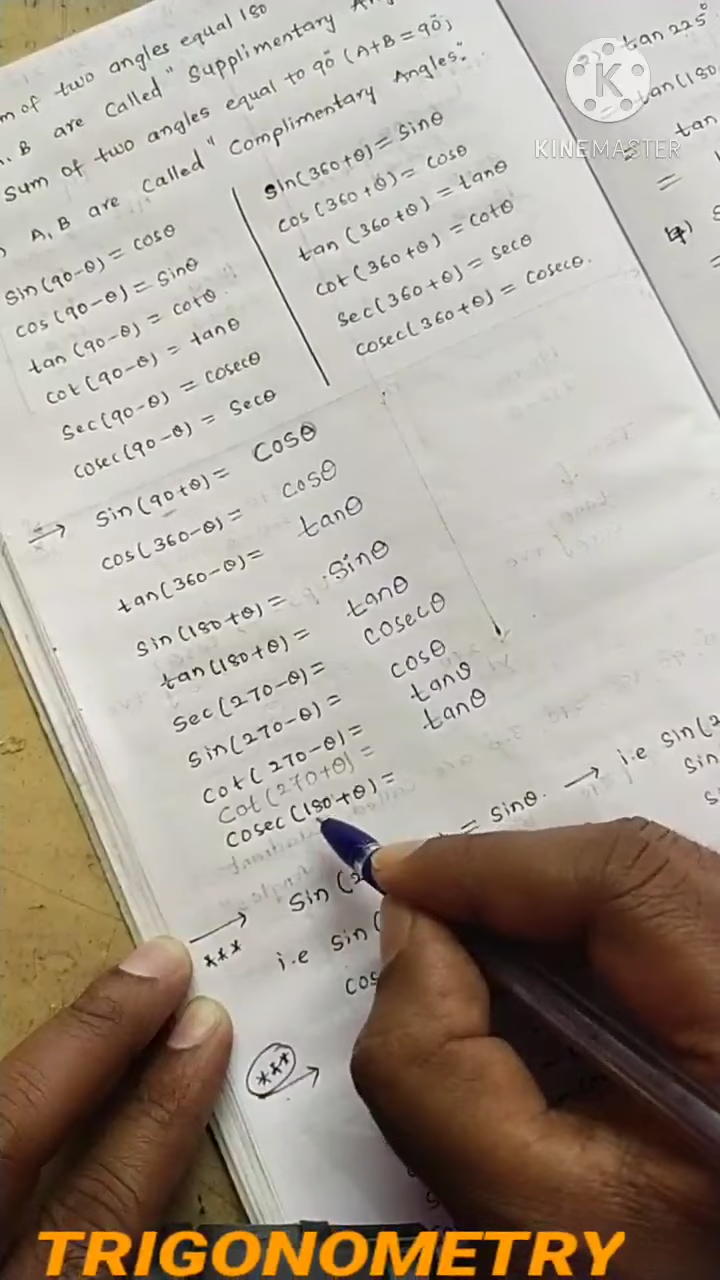 of two angles equal 180
B are called "Supplimentary
Sum of two angles equal to 90° (A+B=90°,
A, B are called "Complimentary Angles".
Sin(90-θ) = cosθ
cos(90-θ) = sinθ
tan(90-θ) = cotθ
cot(90-θ) = tanθ
Sec(90-θ) = cosecθ
cosec(90-θ) = secθ
Sin(360+θ) = sinθ
cos(360+θ) = cosθ
tan(360+θ) = tanθ
cot(360+θ) = cotθ
sec(360+θ) = secθ
cosec(360+θ) = cosecθ.
→ sin(90+θ) = cosθ
cos(360-θ) = cosθ
tan(360-θ) = tanθ
sin(180+θ) = sinθ
tan(180+θ) = tanθ
sec(270-θ) = cosecθ
sin(270-θ) = cosθ
cot(270-θ) = tanθ
cot(270+θ) = tanθ
cosec(180+θ) =
= sinθ. → i.e sin(2
sin(
→ sin(2
***
i.e sin(
cos
*** →
tan 225°
tan(180
tan
=
4)
K
KINEMASTER
TRIGONOMETRY